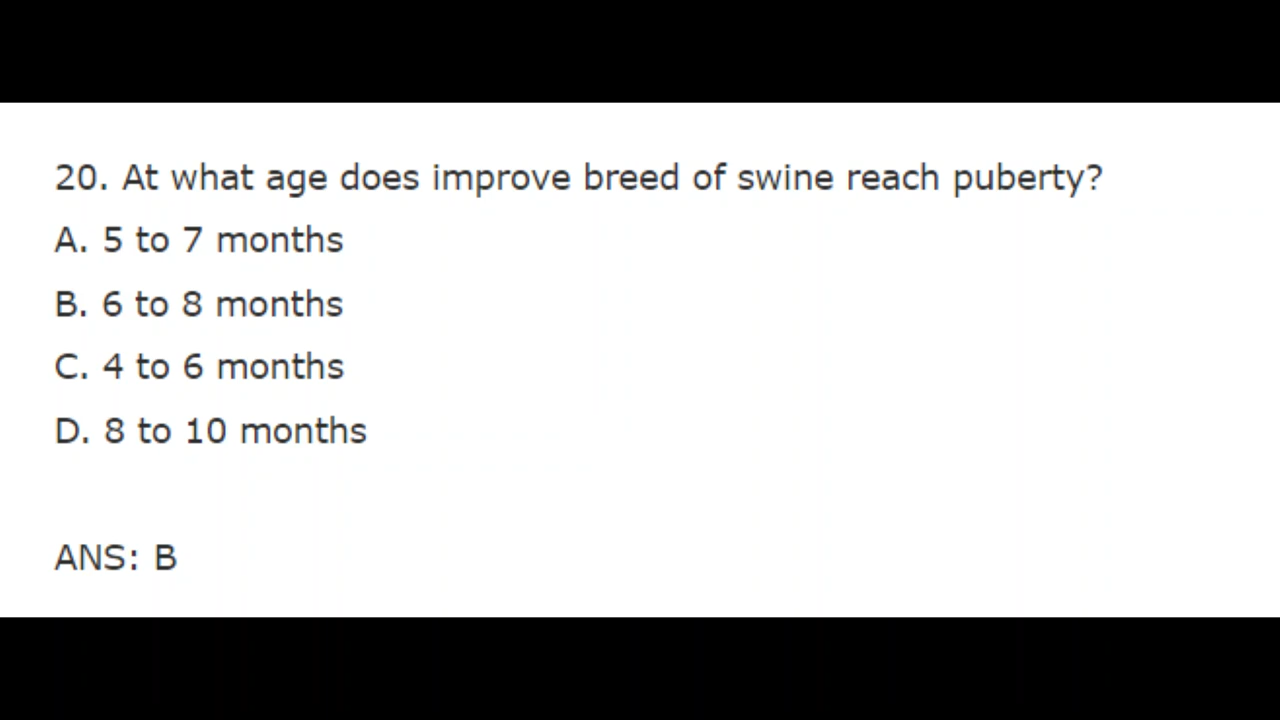 20. At what age does improve breed of swine reach puberty?
A. 5 to 7 months
B. 6 to 8 months
C. 4 to 6 months
D. 8 to 10 months
ANS: B